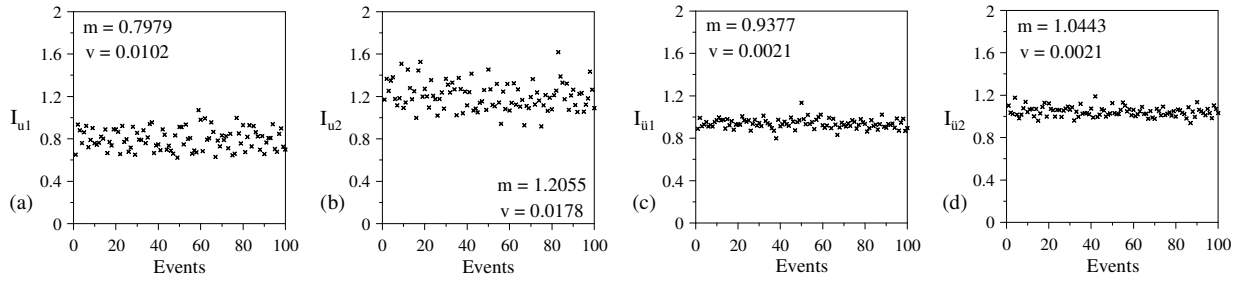 2
1.6
1.2
0.8
0.4
0
I_u1
m = 0.7979
v = 0.0102
0 20 40 60 80 100
Events
(a)
2
1.6
1.2
0.8
0.4
0
I_u2
m = 1.2055
v = 0.0178
0 20 40 60 80 100
Events
(b)
2
1.6
1.2
0.8
0.4
0
I_ü1
m = 0.9377
v = 0.0021
0 20 40 60 80 100
Events
(c)
2
1.6
1.2
0.8
0.4
0
I_ü2
m = 1.0443
v = 0.0021
0 20 40 60 80 100
Events
(d)